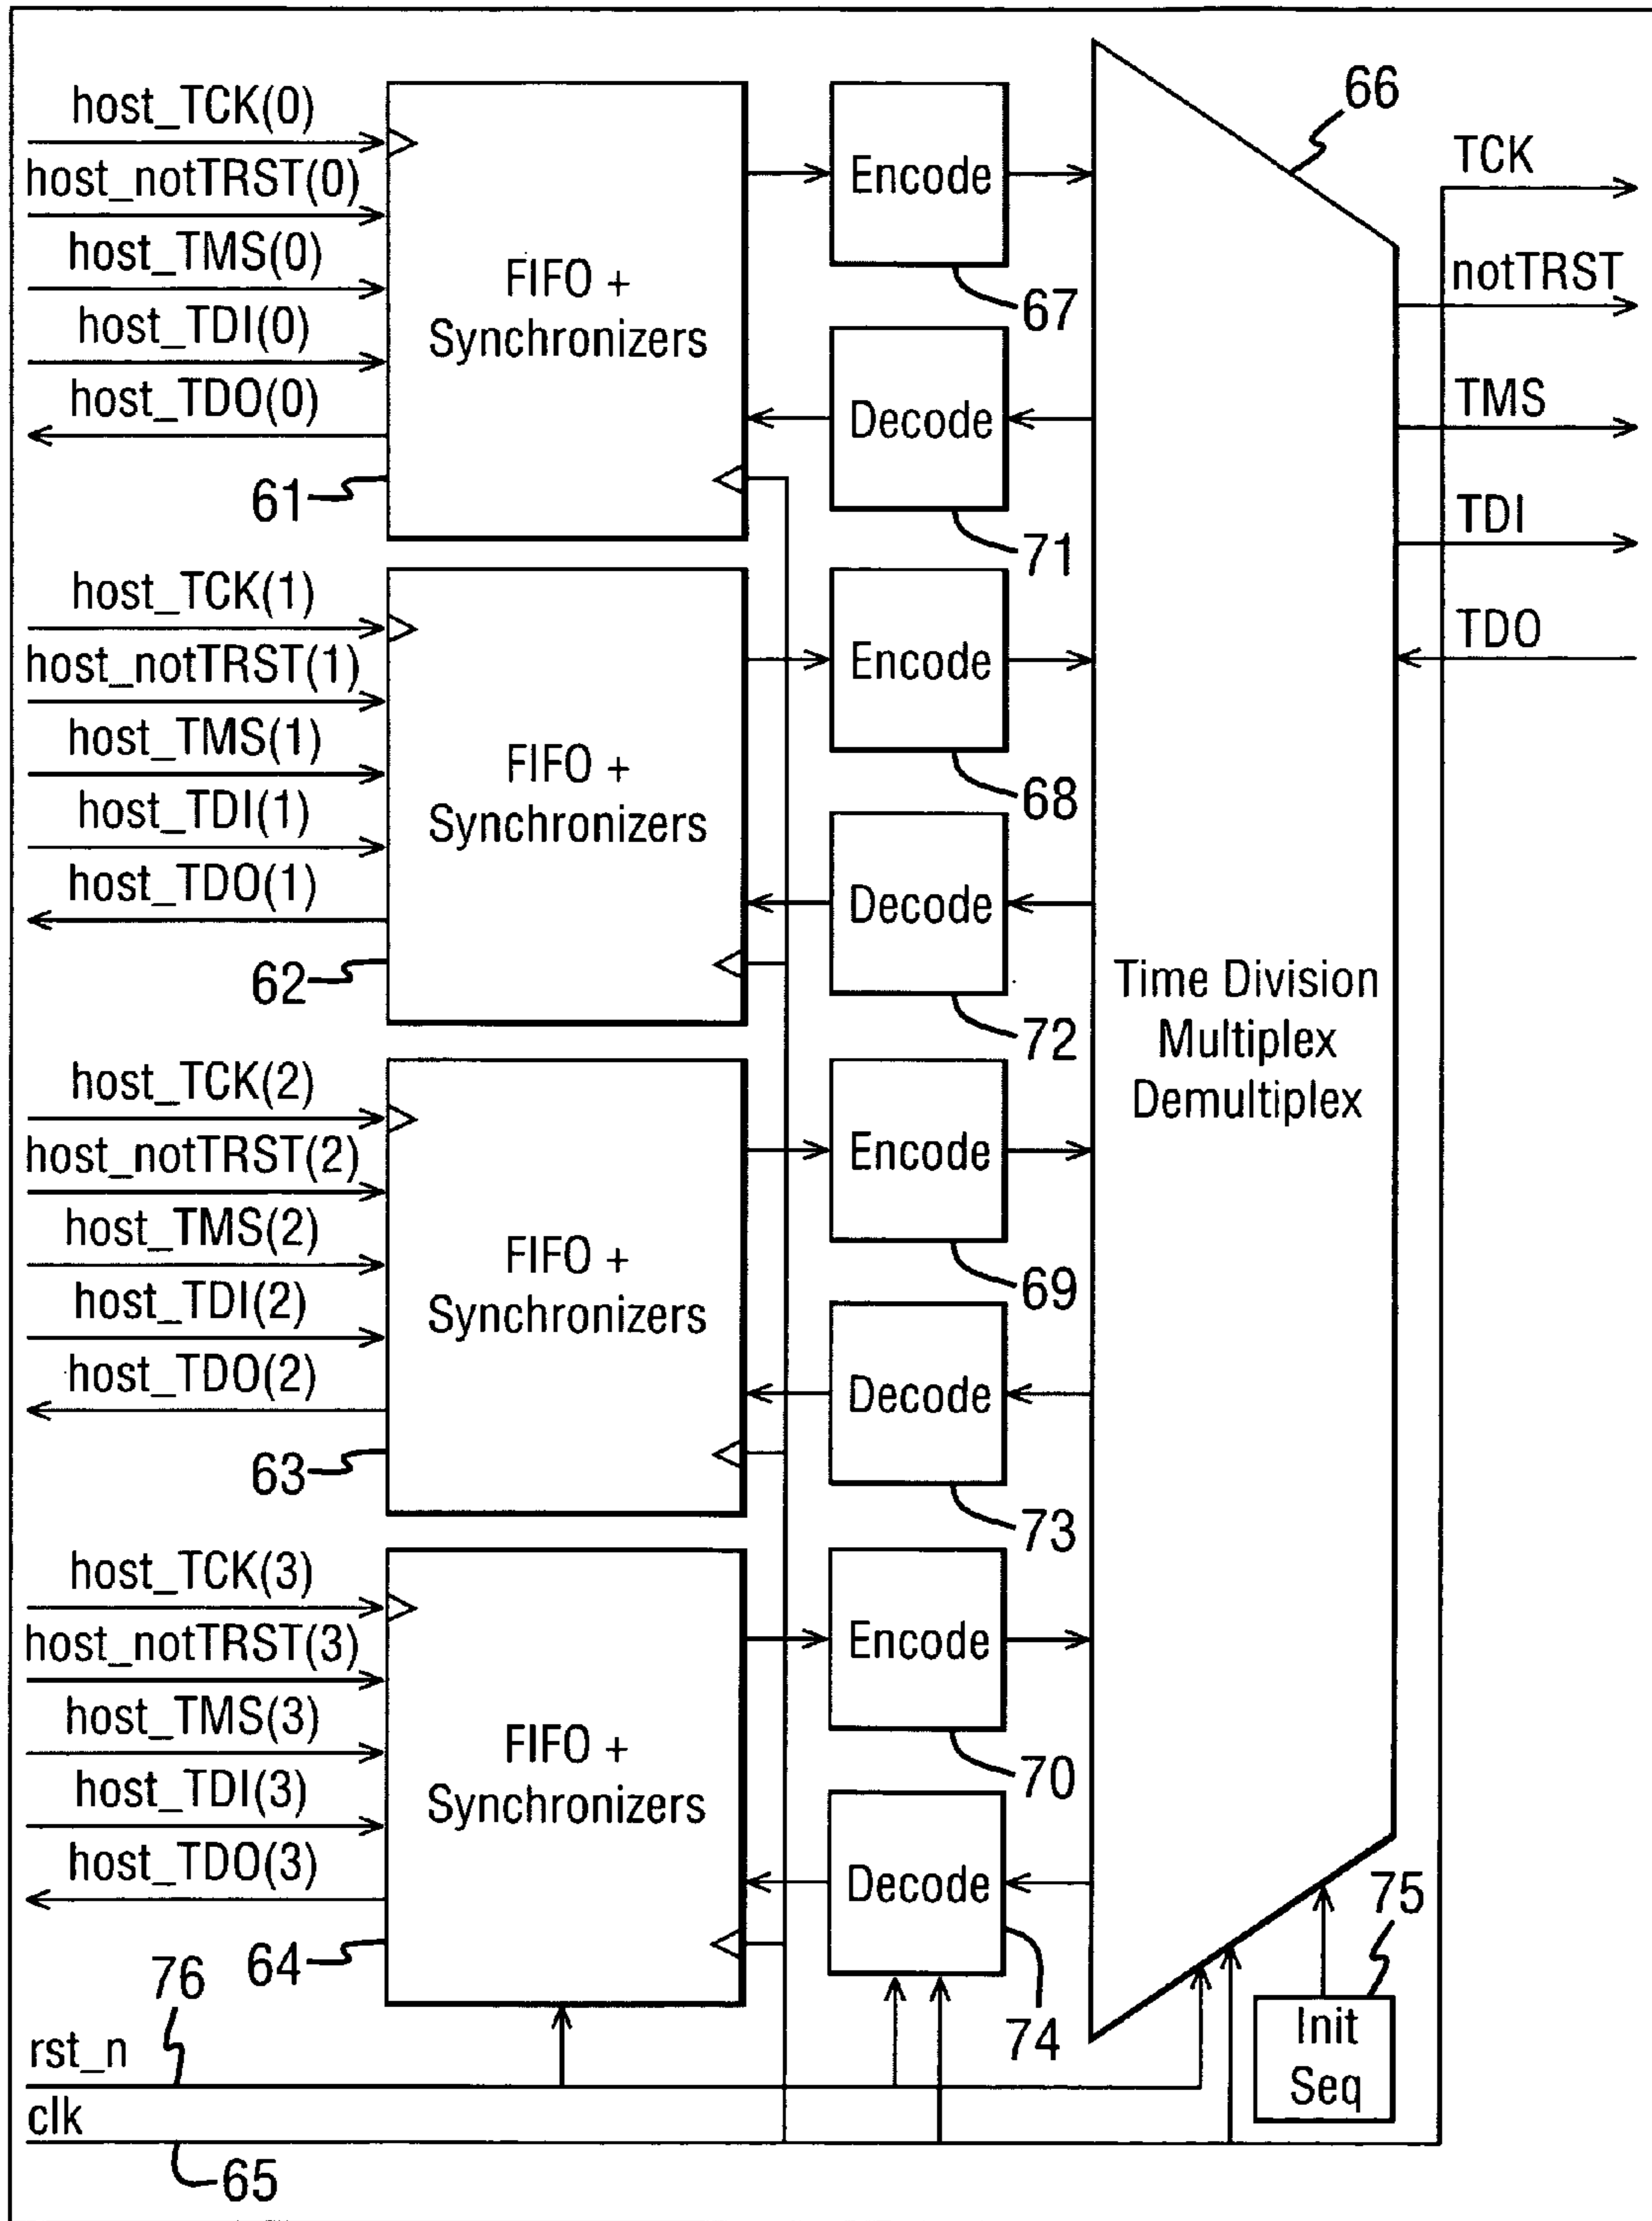 host_TCK(0)
host_notTRST(0)
host_TMS(0)
host_TDI(0)
host_TDO(0)
61
FIFO +
Synchronizers
Encode
67
Decode
71
host_TCK(1)
host_notTRST(1)
host_TMS(1)
host_TDI(1)
host_TDO(1)
62
FIFO +
Synchronizers
Encode
68
Decode
72
host_TCK(2)
host_notTRST(2)
host_TMS(2)
host_TDI(2)
host_TDO(2)
63
FIFO +
Synchronizers
Encode
69
Decode
73
host_TCK(3)
host_notTRST(3)
host_TMS(3)
host_TDI(3)
host_TDO(3)
64
FIFO +
Synchronizers
Encode
70
Decode
74
66
Time Division
Multiplex
Demultiplex
TCK
notTRST
TMS
TDI
TDO
75
Init
Seq
76
rst_n
clk
65